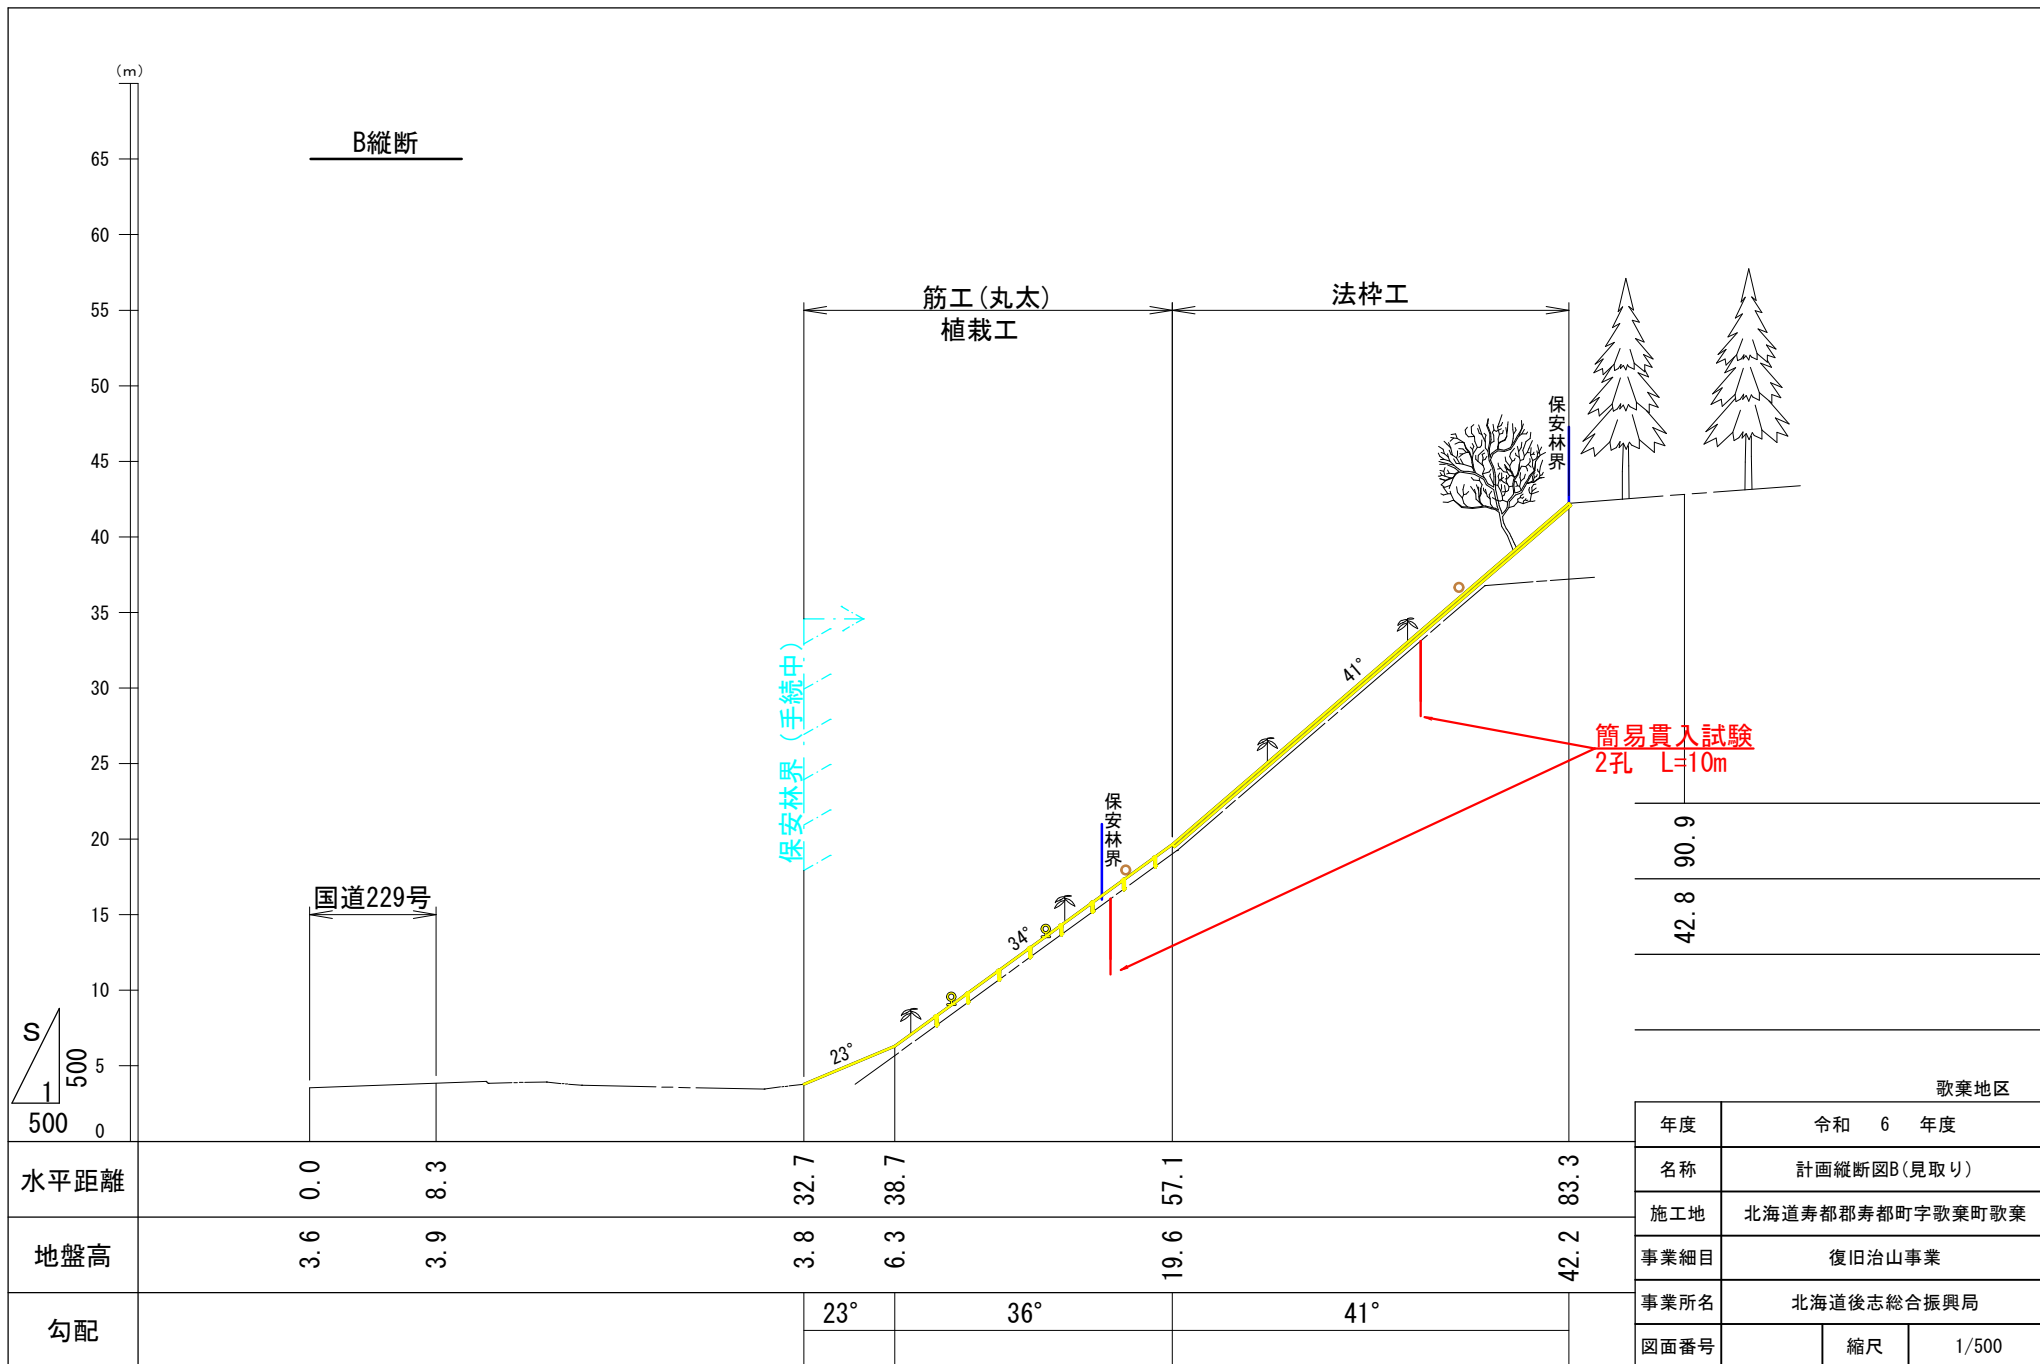 (m)
B縦断
65
60
55
50
45
40
35
30
25
20
15
10
5
0
筋工(丸太)
植栽工
法枠工
保安林界
保安林界(手続中)
保安林界
41°
34°
23°
簡易貫入試験
2孔 L=10m
国道229号
90.9
42.8
S
1
500
500
水平距離 0.0 8.3 32.7 38.7 57.1 83.3
地盤高 3.6 3.9 3.8 6.3 19.6 42.2
勾配 23° 36° 41°
歌棄地区
年度 令和 6 年度
名称 計画縦断図B(見取り)
施工地 北海道寿都郡寿都町字歌棄町歌棄
事業細目 復旧治山事業
事業所名 北海道後志総合振興局
図面番号 縮尺 1/500